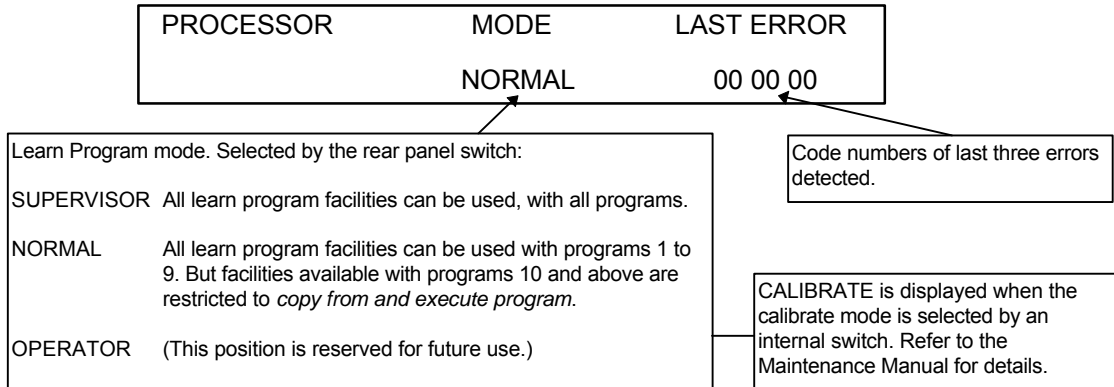 PROCESSOR MODE LAST ERROR
NORMAL 00 00 00
Learn Program mode. Selected by the rear panel switch:
SUPERVISOR All learn program facilities can be used, with all programs.
NORMAL All learn program facilities can be used with programs 1 to
9. But facilities available with programs 10 and above are
restricted to copy from and execute program.
OPERATOR (This position is reserved for future use.)
Code numbers of last three errors
detected.
CALIBRATE is displayed when the
calibrate mode is selected by an
internal switch. Refer to the
Maintenance Manual for details.